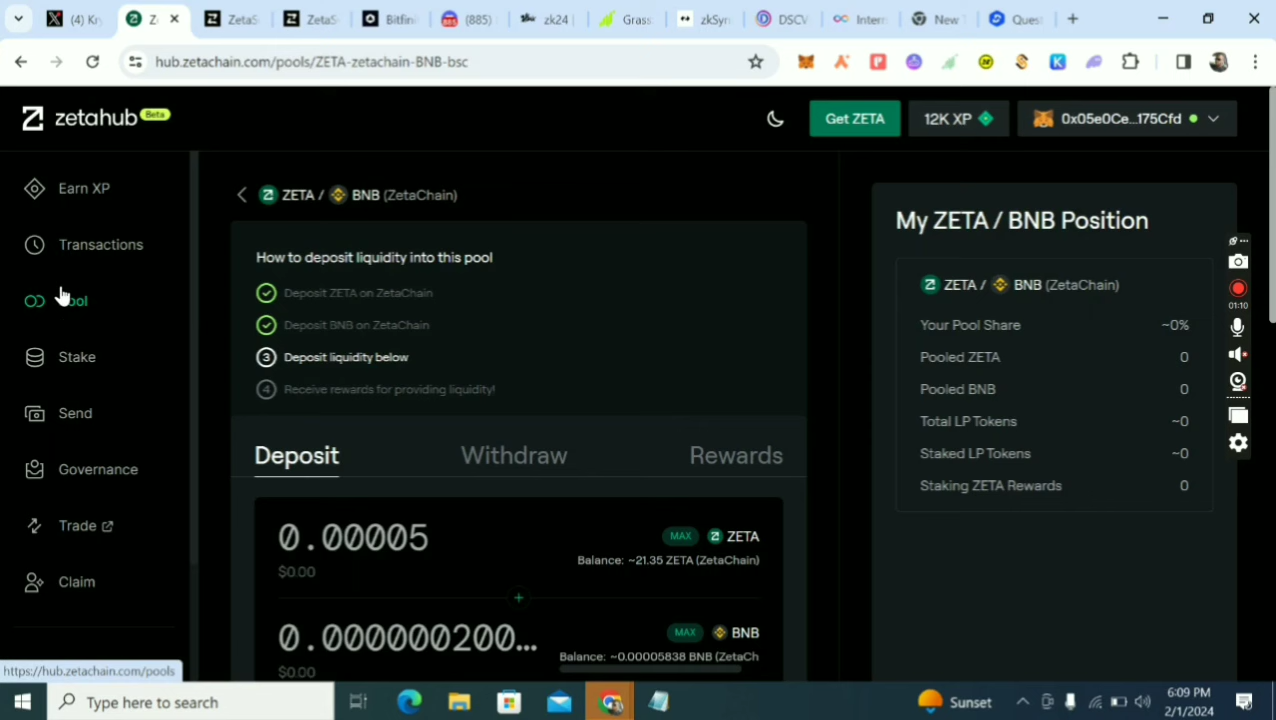 (4) Kr
Z
ZetaS
ZetaS
Bitfin
(885)
zk24
Grass
zkSyn
DSCV
Intern
New
Quest
hub.zetachain.com/pools/ZETA-zetachain-BNB-bsc
zetahub Beta
Get ZETA
12K XP
0x05e0Ce...175Cfd
Earn XP
Transactions
Pool
Stake
Send
Governance
Trade
Claim
https://hub.zetachain.com/pools
ZETA / BNB (ZetaChain)
How to deposit liquidity into this pool
Deposit ZETA on ZetaChain
Deposit BNB on ZetaChain
3 Deposit liquidity below
4 Receive rewards for providing liquidity!
Deposit Withdraw Rewards
0.00005
MAX ZETA
$0.00
Balance: ~21.35 ZETA (ZetaChain)
0.000000200...
MAX BNB
$0.00
Balance: ~0.00005838 BNB (ZetaCh
My ZETA / BNB Position
ZETA / BNB (ZetaChain)
Your Pool Share ~0%
Pooled ZETA 0
Pooled BNB 0
Total LP Tokens ~0
Staked LP Tokens ~0
Staking ZETA Rewards 0
01:10
Type here to search
Sunset
6:09 PM
2/1/2024